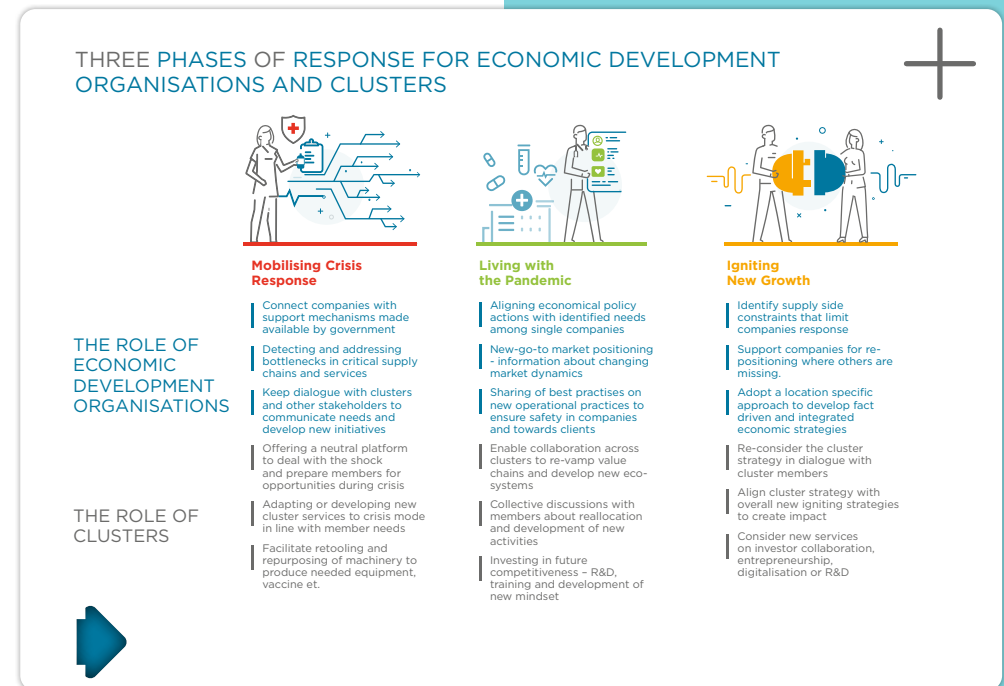 THREE PHASES OF RESPONSE FOR ECONOMIC DEVELOPMENT
ORGANISATIONS AND CLUSTERS
Mobilising Crisis
Response
Living with
the Pandemic
Igniting
New Growth
THE ROLE OF
ECONOMIC
DEVELOPMENT
ORGANISATIONS
Connect companies with
support mechanisms made
available by government
Detecting and addressing
bottlenecks in critical supply
chains and services
Keep dialogue with clusters
and other stakeholders to
communicate needs and
develop new initiatives
Aligning economical policy
actions with identified needs
among single companies
New-go-to market positioning
- information about changing
market dynamics
Sharing of best practises on
new operational practices to
ensure safety in companies
and towards clients
Identify supply side
constraints that limit
companies response
Support companies for re-
positioning where others are
missing.
Adopt a location specific
approach to develop fact
driven and integrated
economic strategies
THE ROLE OF
CLUSTERS
Offering a neutral platform
to deal with the shock
and prepare members for
opportunities during crisis
Adapting or developing new
cluster services to crisis mode
in line with member needs
Facilitate retooling and
repurposing of machinery to
produce needed equipment,
vaccine et.
Enable collaboration across
clusters to re-vamp value
chains and develop new eco-
systems
Collective discussions with
members about reallocation
and development of new
activities
Investing in future
competitiveness – R&D,
training and development of
new mindset
Re-consider the cluster
strategy in dialogue with
cluster members
Align cluster strategy with
overall new igniting strategies
to create impact
Consider new services
on investor collaboration,
entrepreneurship,
digitalisation or R&D